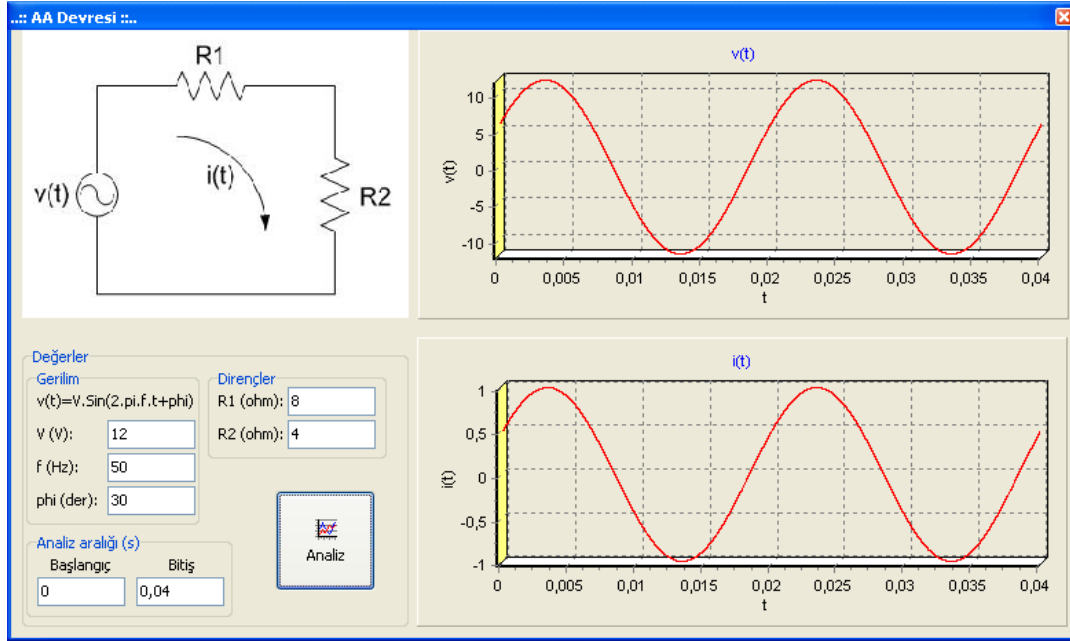 ..:: AA Devresi ::..
R1
v(t)
i(t)
R2
v(t)
v(t)
10
5
0
-5
-10
0 0,005 0,01 0,015 0,02 0,025 0,03 0,035 0,04
t
Değerler
Gerilim
v(t)=V.Sin(2.pi.f.t+phi)
V (V): 12
f (Hz): 50
phi (der): 30
Dirençler
R1 (ohm): 8
R2 (ohm): 4
Analiz aralığı (s)
Başlangıç Bitiş
0 0,04
Analiz
i(t)
i(t)
1
0,5
0
-0,5
-1
0 0,005 0,01 0,015 0,02 0,025 0,03 0,035 0,04
t